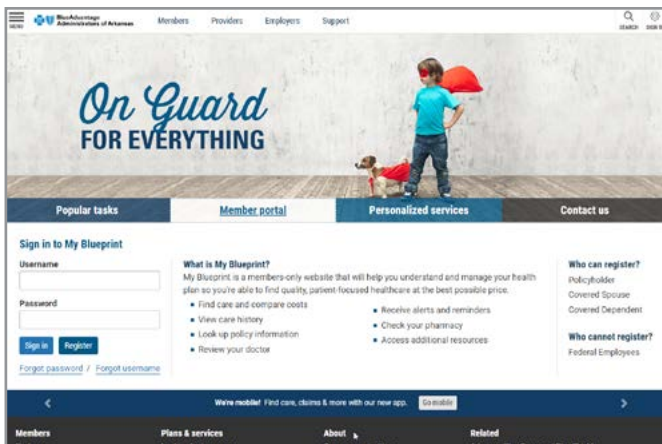 MENU
BlueAdvantage
Administrators of Arkansas
Members Providers Employers Support
SEARCH SIGN IN
On Guard
FOR EVERYTHING
Popular tasks Member portal Personalized services Contact us
Sign in to My Blueprint
Username
Password
Sign in Register
Forgot password / Forgot username
What is My Blueprint?
My Blueprint is a members-only website that will help you understand and manage your health
plan so you're able to find quality, patient-focused healthcare at the best possible price.
Find care and compare costs
View care history
Look up policy information
Review your doctor
Receive alerts and reminders
Check your pharmacy
Access additional resources
Who can register?
Policyholder
Covered Spouse
Covered Dependent
Who cannot register?
Federal Employees
We're mobile! Find care, claims & more with our new app. Go mobile
Members Plans & services About Related